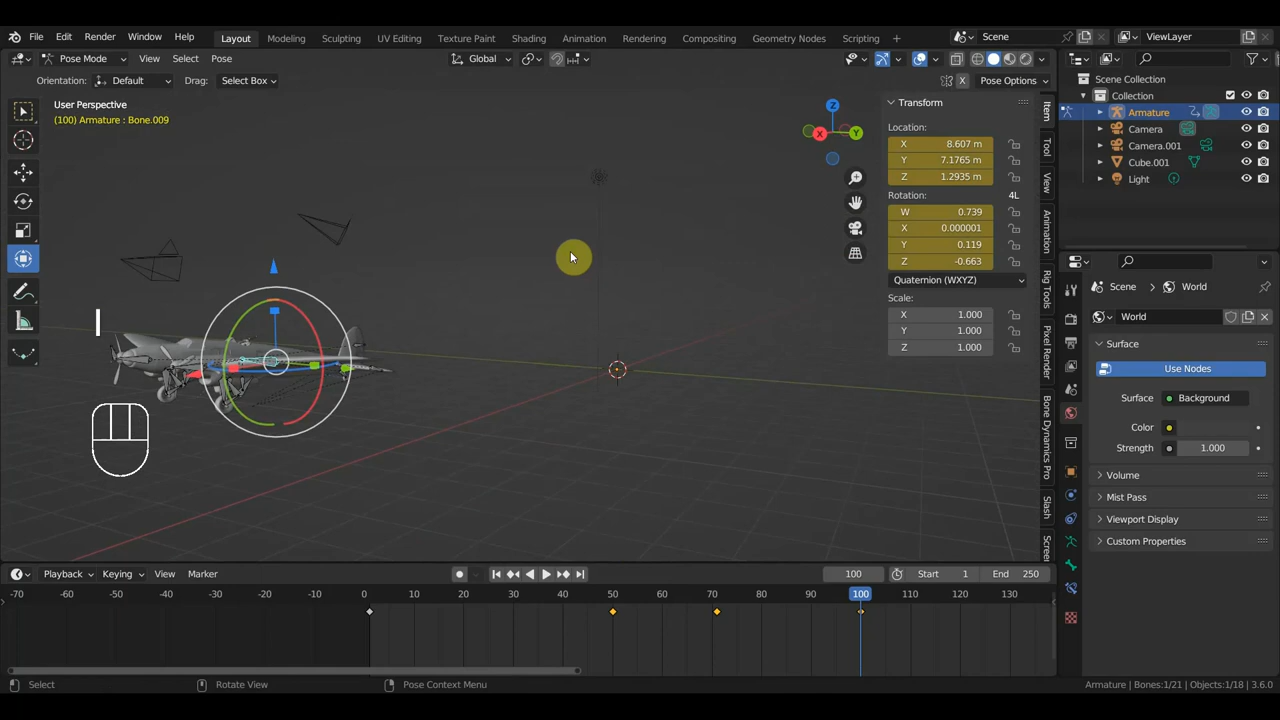 File Edit Render Window Help Layout Modeling Sculpting UV Editing Texture Paint Shading Animation Rendering Compositing Geometry Nodes Scripting + Scene ViewLayer
Pose Mode View Select Pose Global Pose Options
Orientation: Default Drag: Select Box X
User Perspective
(100) Armature : Bone.009
Transform
Location:
X 8.607 m
Y 7.1765 m
Z 1.2935 m
Rotation: 4L
W 0.739
X 0.000001
Y 0.119
Z -0.663
Quaternion (WXYZ)
Scale:
X 1.000
Y 1.000
Z 1.000
Item
Tool
View
Animation
Rig Tools
Pixel Render
Bone Dynamics Pro
Slash
Screen
Z
X
Y
I
Scene Collection
Collection
Armature
Camera
Camera.001
Cube.001
Light
Scene World
World
Surface
Use Nodes
Surface Background
Color
Strength 1.000
Volume
Mist Pass
Viewport Display
Custom Properties
Playback Keying View Marker 100 Start 1 End 250
-70 -60 -50 -40 -30 -20 -10 0 10 20 30 40 50 60 70 80 90 100 110 120 130
Select Rotate View Pose Context Menu Armature | Bones:1/21 | Objects:1/18 | 3.6.0